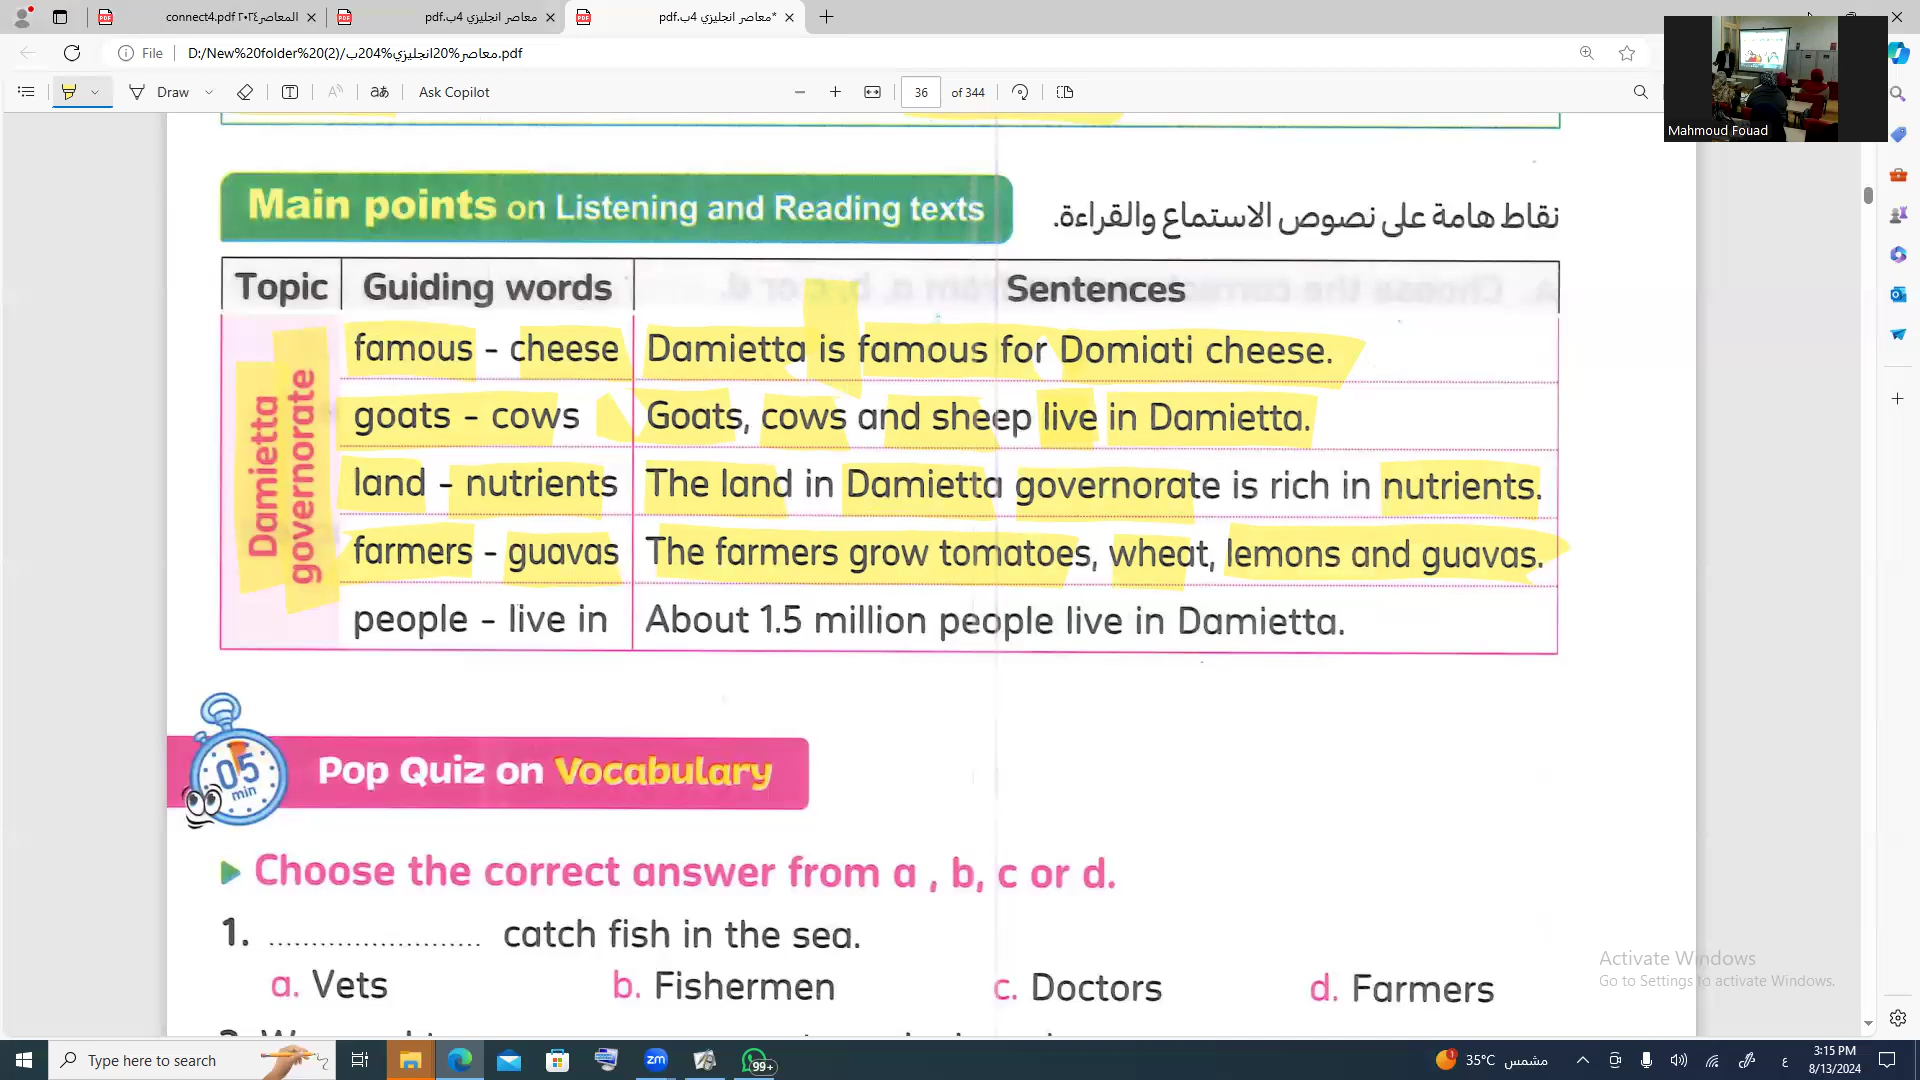 connect4.pdf المعاصر٢٠٢٤
معاصر انجليزي 4ب.pdf
*معاصر انجليزي 4ب.pdf
File
D:/New%20folder%20(2)/معاصر%20انجليزي%204ب.pdf
Draw
Ask Copilot
36
of 344
Mahmoud Fouad
Main points on Listening and Reading texts
نقاط هامة على نصوص الاستماع والقراءة.
Topic Guiding words Sentences
Damietta governorate
famous - cheese Damietta is famous for Domiati cheese.
goats - cows Goats, cows and sheep live in Damietta.
land - nutrients The land in Damietta governorate is rich in nutrients.
farmers - guavas The farmers grow tomatoes, wheat, lemons and guavas.
people - live in About 1.5 million people live in Damietta.
05 min
Pop Quiz on Vocabulary
Choose the correct answer from a , b, c or d.
1. ........................ catch fish in the sea.
a. Vets b. Fishermen c. Doctors d. Farmers
Activate Windows
Go to Settings to activate Windows.
Type here to search
zm
99+
35°C مشمس
ع
3:15 PM
8/13/2024